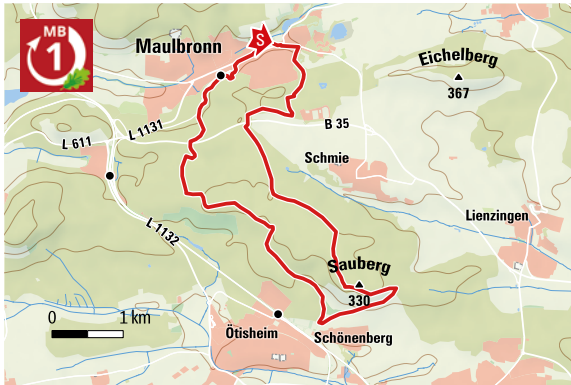 MB
1
S
Maulbronn
Eichelberg
367
L 1131
L 611
B 35
Schmie
L 1132
Lienzingen
Sauberg
330
0 1 km
Ötisheim
Schönenberg